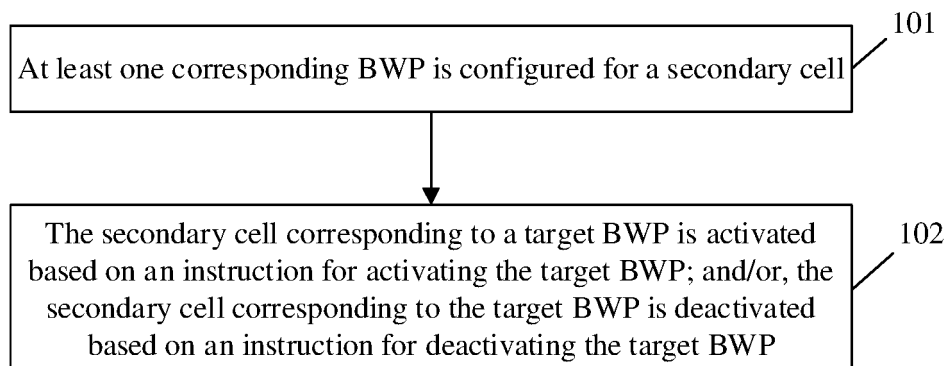 101
At least one corresponding BWP is configured for a secondary cell
The secondary cell corresponding to a target BWP is activated
based on an instruction for activating the target BWP; and/or, the
secondary cell corresponding to the target BWP is deactivated
based on an instruction for deactivating the target BWP
102